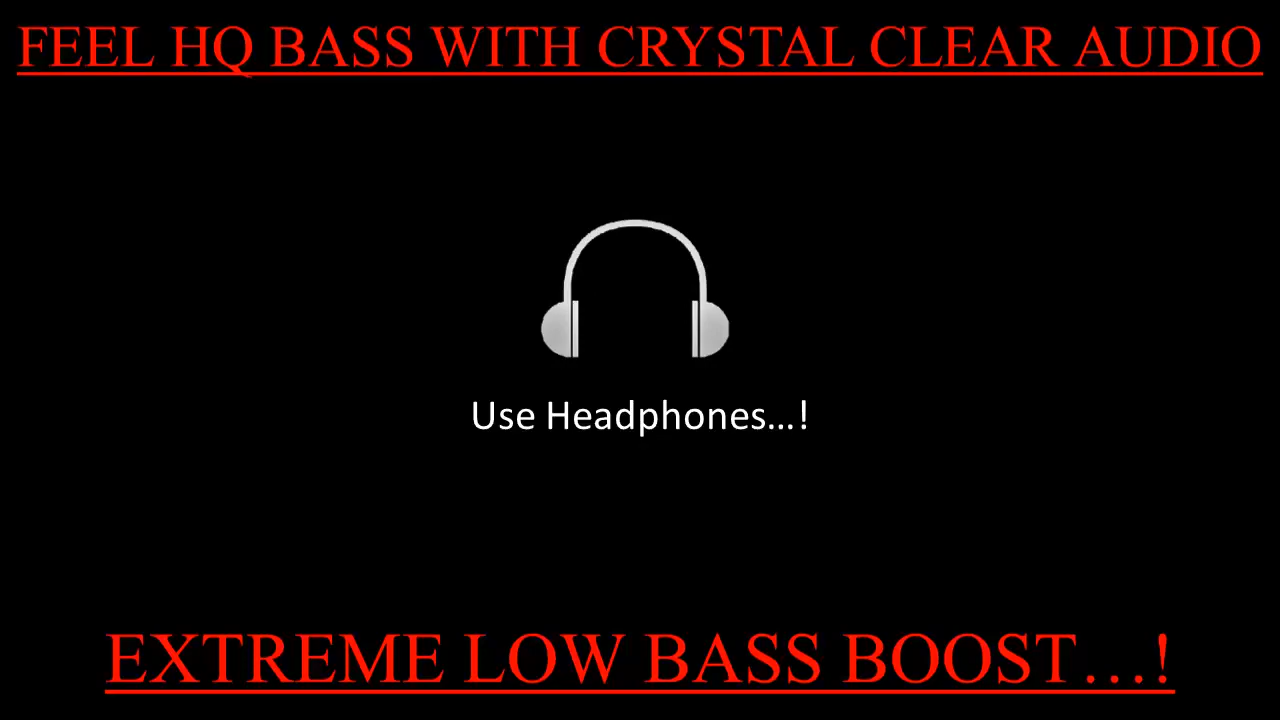 FEEL HQ BASS WITH CRYSTAL CLEAR AUDIO
Use Headphones...!
EXTREME LOW BASS BOOST...!